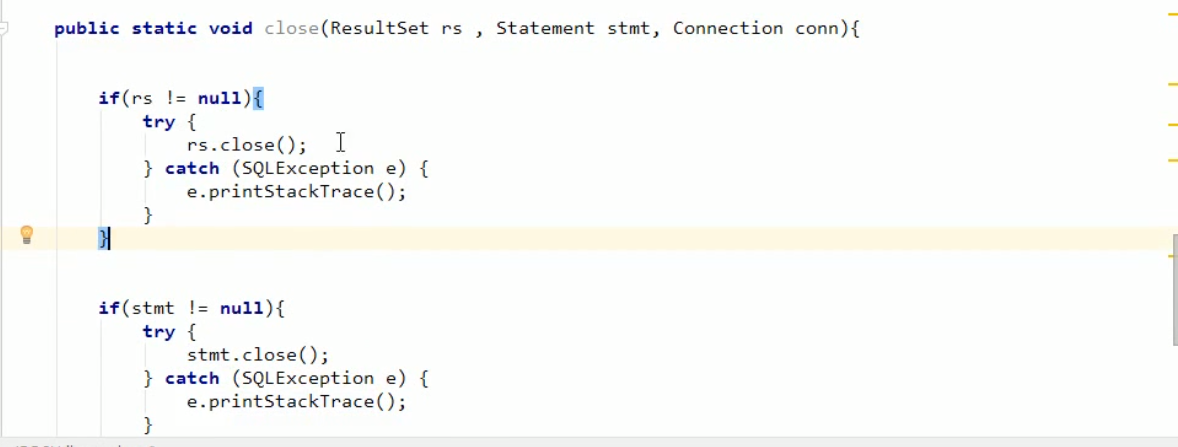 public static void close(ResultSet rs , Statement stmt, Connection conn){
if(rs != null){
try {
rs.close();
} catch (SQLException e) {
e.printStackTrace();
}
}
if(stmt != null){
try {
stmt.close();
} catch (SQLException e) {
e.printStackTrace();
}